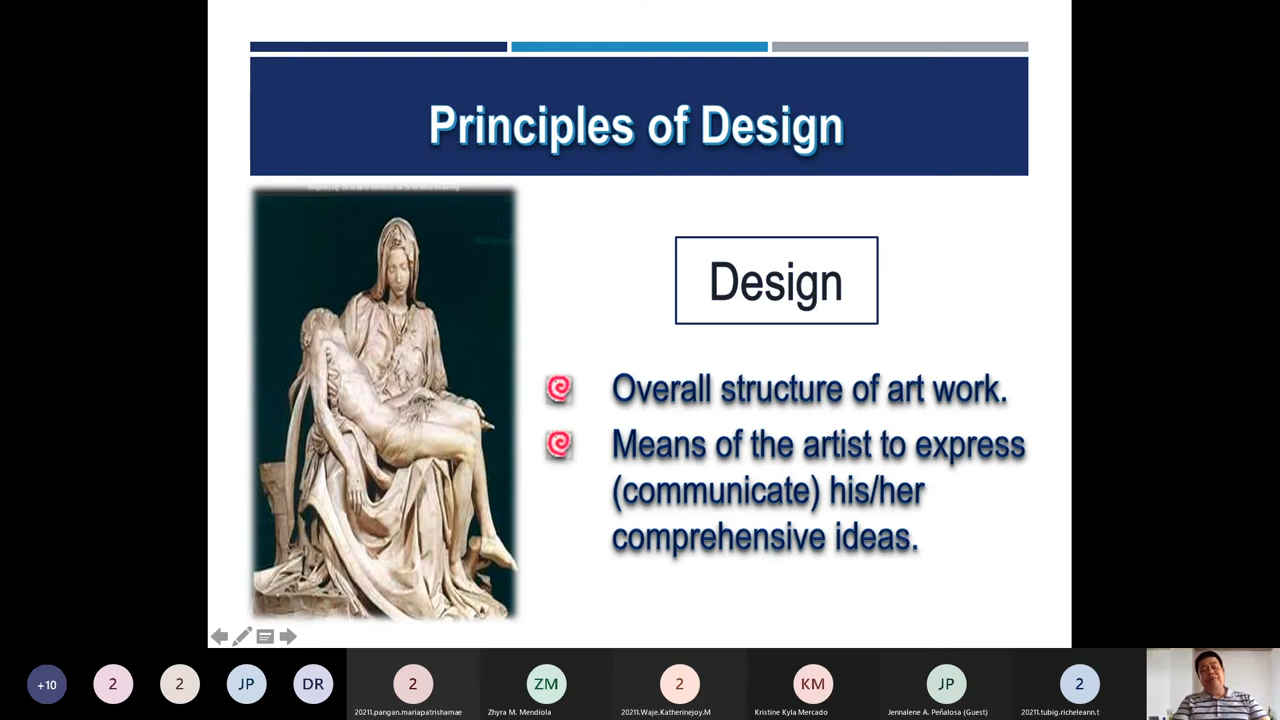 Principles of Design
Design
Overall structure of art work.
Means of the artist to express
(communicate) his/her
comprehensive ideas.
+10
2
2
JP
DR
2
ZM
2
KM
JP
2
20211.pangan.mariapatrishamae
Zhyra M. Mendiola
20211.Waje.Katherinejoy.M
Kristine Kyla Mercado
Jennalene A. Peñalosa (Guest)
20211.tubig.richeleann.t